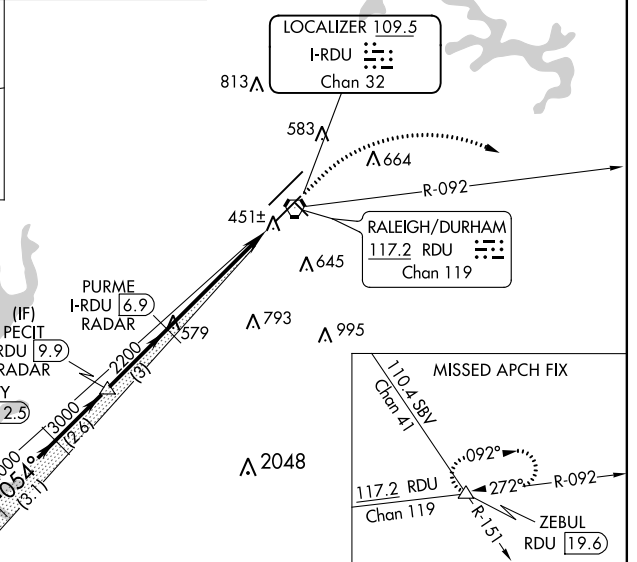 LOCALIZER 109.5
I-RDU
Chan 32
813
583
664
R-092
451±
RALEIGH/DURHAM
117.2 RDU
Chan 119
645
PURME
I-RDU 6.9
RADAR
579
793
995
(IF)
PECIT
RDU 9.9
RADAR
2200
(3)
Y
2.5
3000
(2.6)
000
054°
(3.1)
2048
MISSED APCH FIX
110.4 SBV
Chan 41
092°
117.2 RDU
272°
R-092
Chan 119
R-151
ZEBUL
RDU 19.6